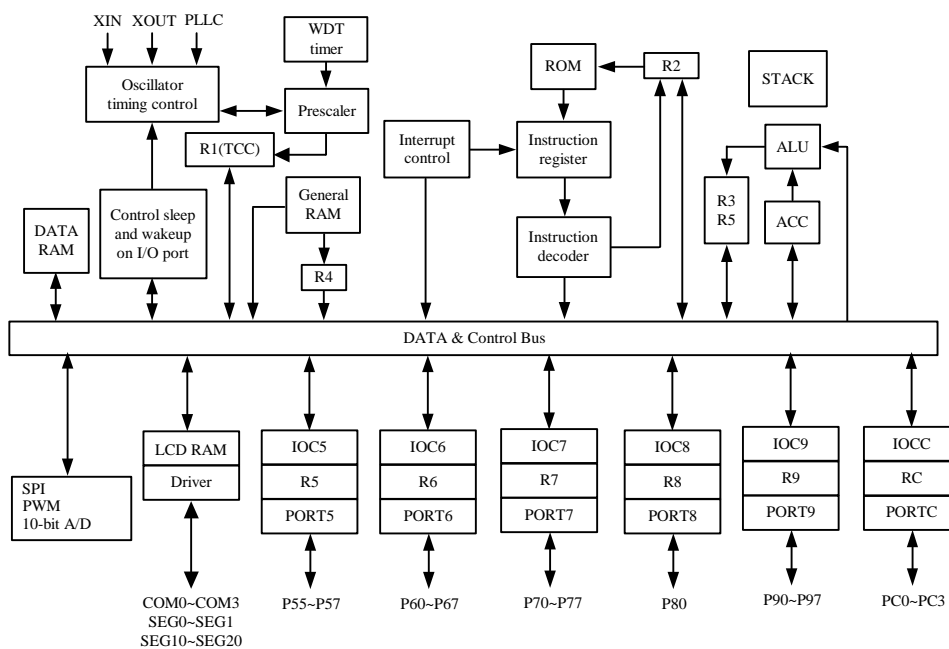 XIN XOUT PLLC
WDT
timer
Oscillator
timing control
Prescaler
R1(TCC)
ROM
R2
STACK
Interrupt
control
Instruction
register
ALU
DATA
RAM
Control sleep
and wakeup
on I/O port
General
RAM
R4
Instruction
decoder
R3
R5
ACC
DATA & Control Bus
SPI
PWM
10-bit A/D
LCD RAM
Driver
COM0~COM3
SEG0~SEG1
SEG10~SEG20
IOC5
R5
PORT5
P55~P57
IOC6
R6
PORT6
P60~P67
IOC7
R7
PORT7
P70~P77
IOC8
R8
PORT8
P80
IOC9
R9
PORT9
P90~P97
IOCC
RC
PORTC
PC0~PC3